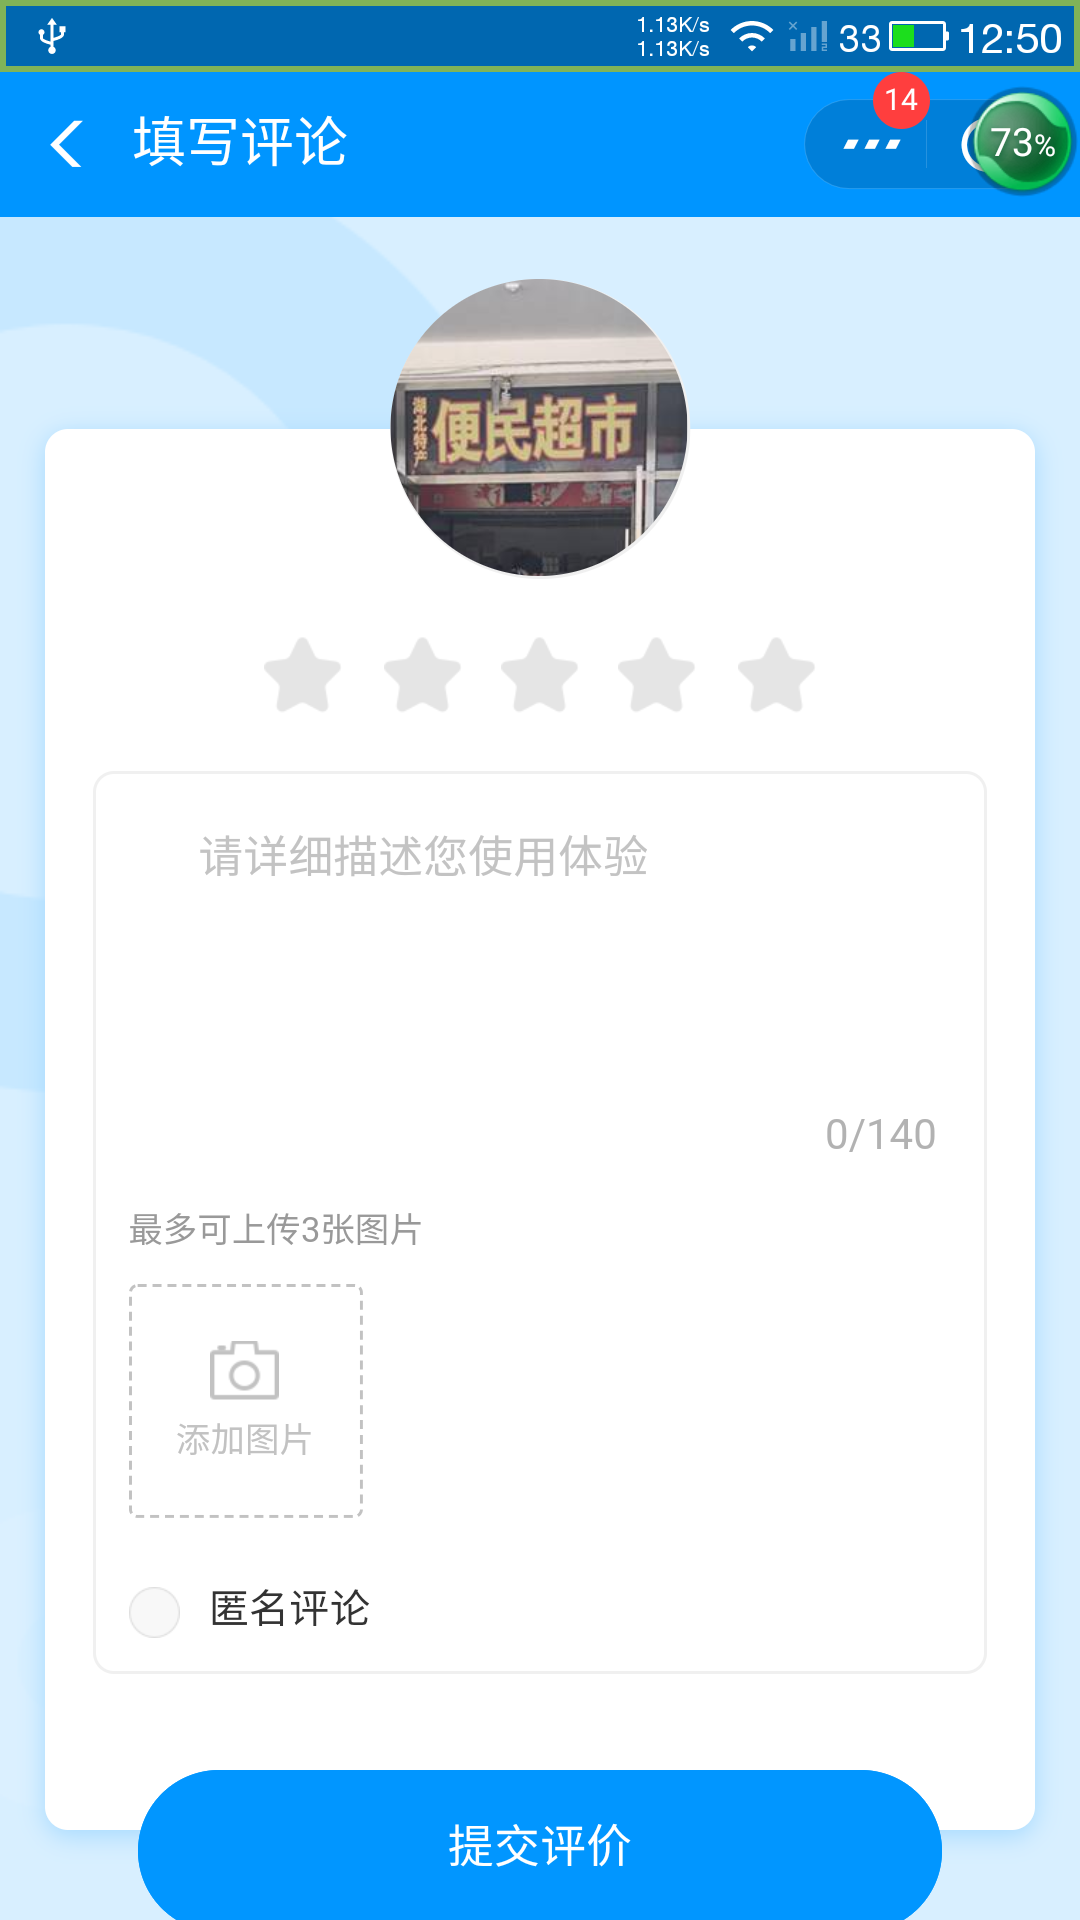 1.13K/s
1.13K/s
33
12:50
填写评论
14
73%
湖北特产
便民超市
请详细描述您使用体验
0/140
最多可上传3张图片
添加图片
匿名评论
提交评价